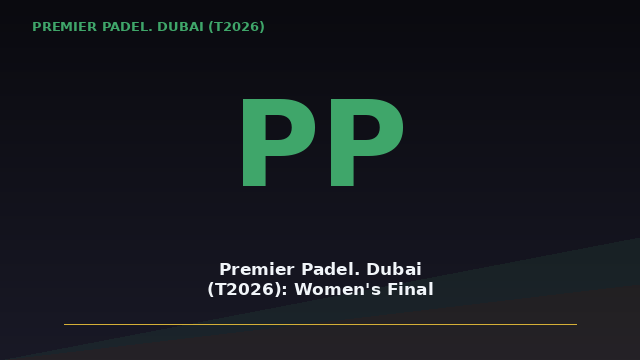 PREMIER PADEL. DUBAI (T2026)
PP
Premier Padel. Dubai
(T2026): Women's Final